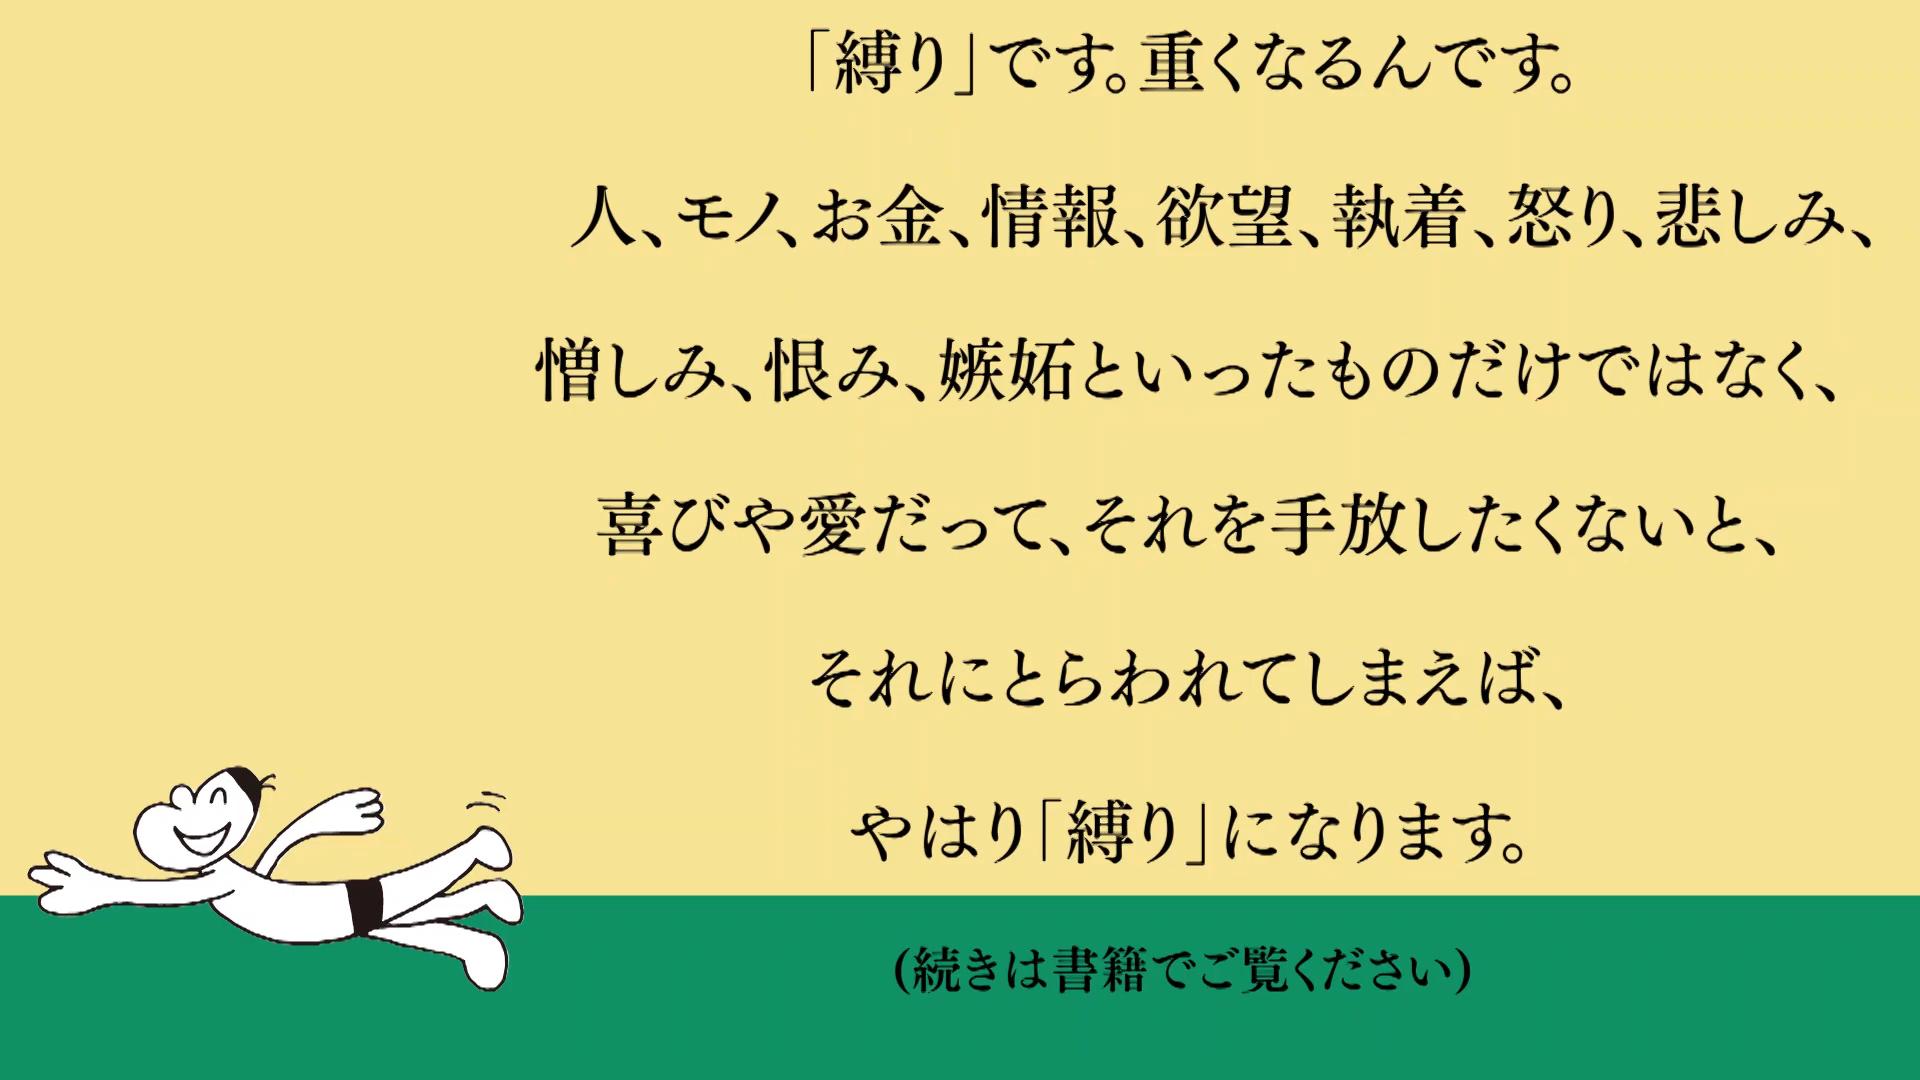 「縛り」です。重くなるんです。
人、モノ、お金、情報、欲望、執着、怒り、悲しみ、
憎しみ、恨み、嫉妬といったものだけではなく、
喜びや愛だって、それを手放したくないと、
それにとらわれてしまえば、
やはり「縛り」になります。
(続きは書籍でご覧ください)